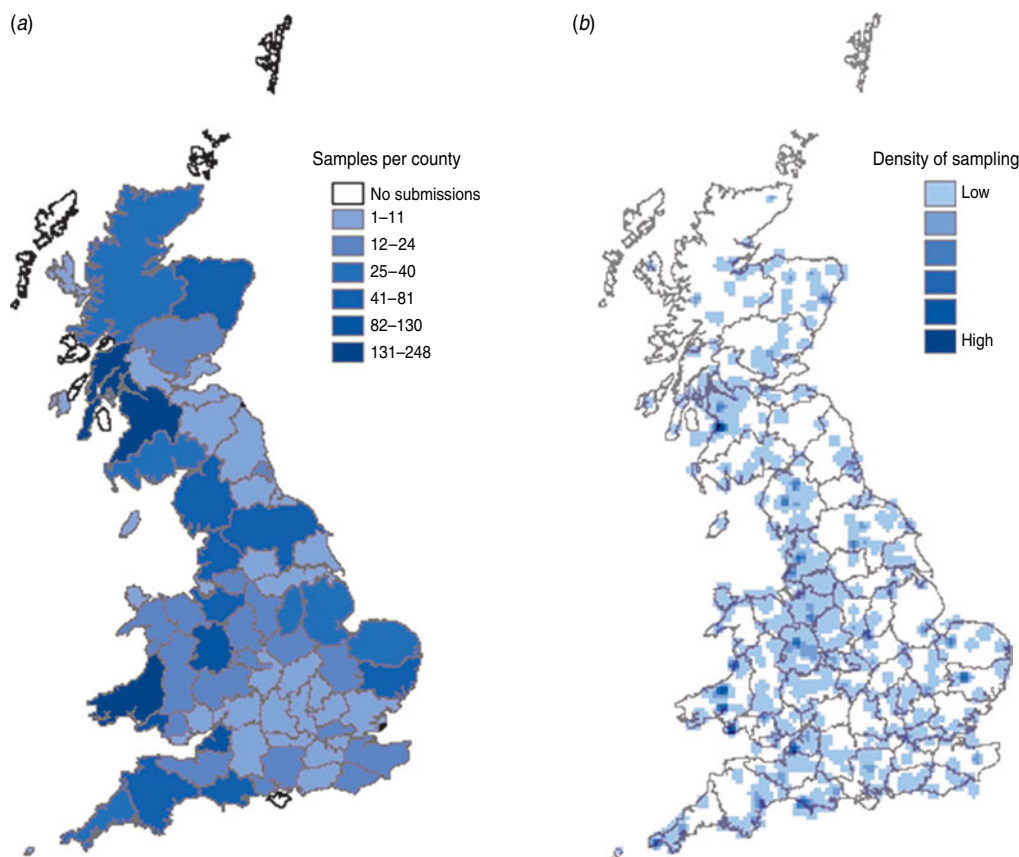 (a)
Samples per county
No submissions
1–11
12–24
25–40
41–81
82–130
131–248
(b)
Density of sampling
Low
High